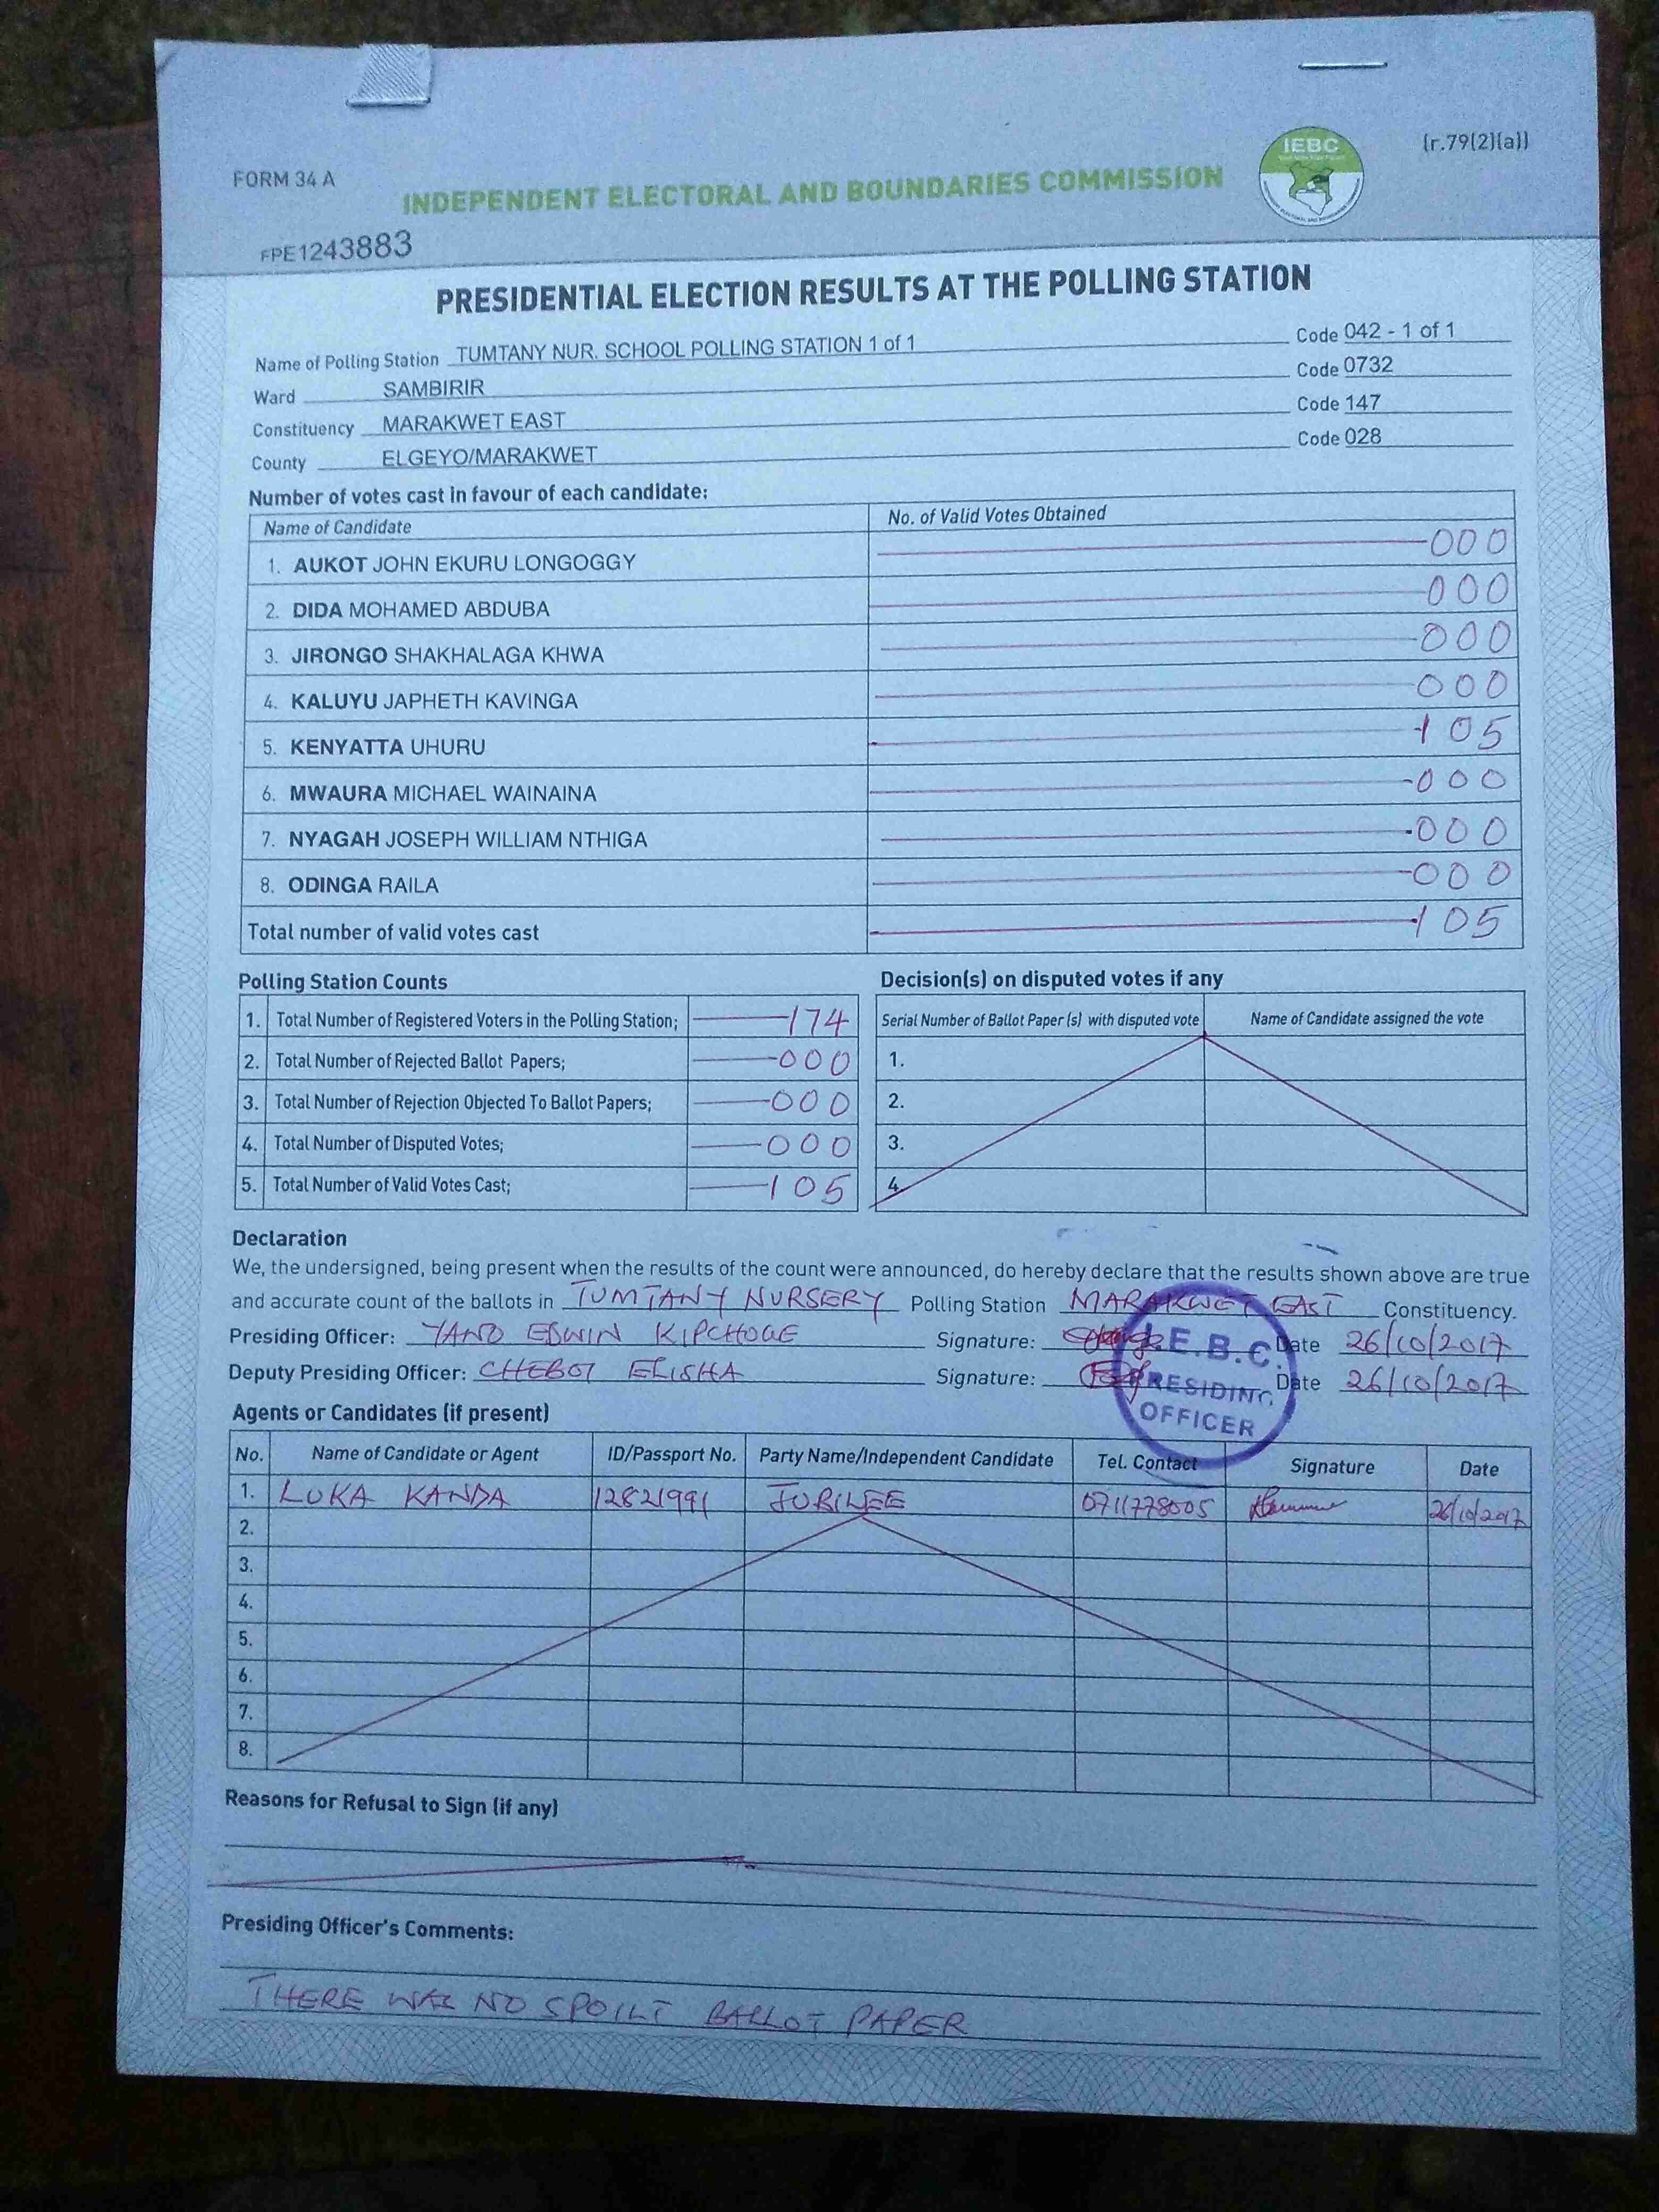 FORM 34 A
INDEPENDENT ELECTORAL AND BOUNDARIES COMMISSION
IEBC
(r.79(2)(a))
FPE1243883
PRESIDENTIAL ELECTION RESULTS AT THE POLLING STATION
Name of Polling Station TUMTANY NUR. SCHOOL POLLING STATION 1 of 1 Code 042 - 1 of 1
Ward SAMBIRIR Code 0732
Constituency MARAKWET EAST Code 147
County ELGEYO/MARAKWET Code 028
Number of votes cast in favour of each candidate:
Name of Candidate No. of Valid Votes Obtained
1. AUKOT JOHN EKURU LONGOGGY 000
2. DIDA MOHAMED ABDUBA 000
3. JIRONGO SHAKHALAGA KHWA 000
4. KALUYU JAPHETH KAVINGA 000
5. KENYATTA UHURU 105
6. MWAURA MICHAEL WAINAINA 000
7. NYAGAH JOSEPH WILLIAM NTHIGA 000
8. ODINGA RAILA 000
Total number of valid votes cast 105
Polling Station Counts
1. Total Number of Registered Voters in the Polling Station; 174
2. Total Number of Rejected Ballot Papers; 000
3. Total Number of Rejection Objected To Ballot Papers; 000
4. Total Number of Disputed Votes; 000
5. Total Number of Valid Votes Cast; 105
Decision(s) on disputed votes if any
Serial Number of Ballot Paper (s) with disputed vote Name of Candidate assigned the vote
1.
2.
3.
4.
Declaration
We, the undersigned, being present when the results of the count were announced, do hereby declare that the results shown above are true
and accurate count of the ballots in TUMTANY NURSERY Polling Station MARAKWET EAST Constituency.
Presiding Officer: YANO EDWIN KIPCHOGE Signature: Date 26/10/2017
Deputy Presiding Officer: CHEBOI ELISHA Signature: Date 26/10/2017
I.E.B.C.
PRESIDING
OFFICER
Agents or Candidates (if present)
No. Name of Candidate or Agent ID/Passport No. Party Name/Independent Candidate Tel. Contact Signature Date
1. LUKA KANDA 12821991 JUBILEE 0711778005 26/10/2017
2.
3.
4.
5.
6.
7.
8.
Reasons for Refusal to Sign (if any)
Presiding Officer's Comments:
THERE WAS NO SPOILT BALLOT PAPER